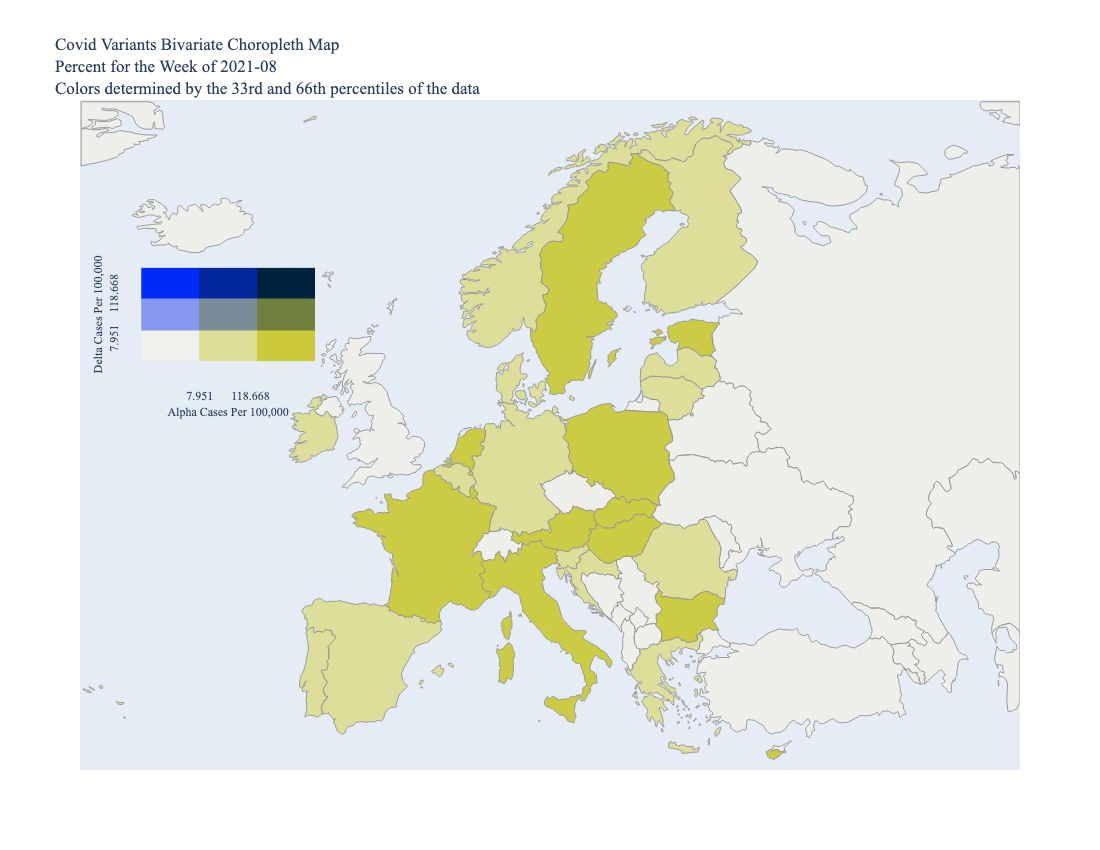 Covid Variants Bivariate Choropleth Map
Percent for the Week of 2021-08
Colors determined by the 33rd and 66th percentiles of the data
Delta Cases Per 100,000
7.951 118.668
7.951 118.668
Alpha Cases Per 100,000